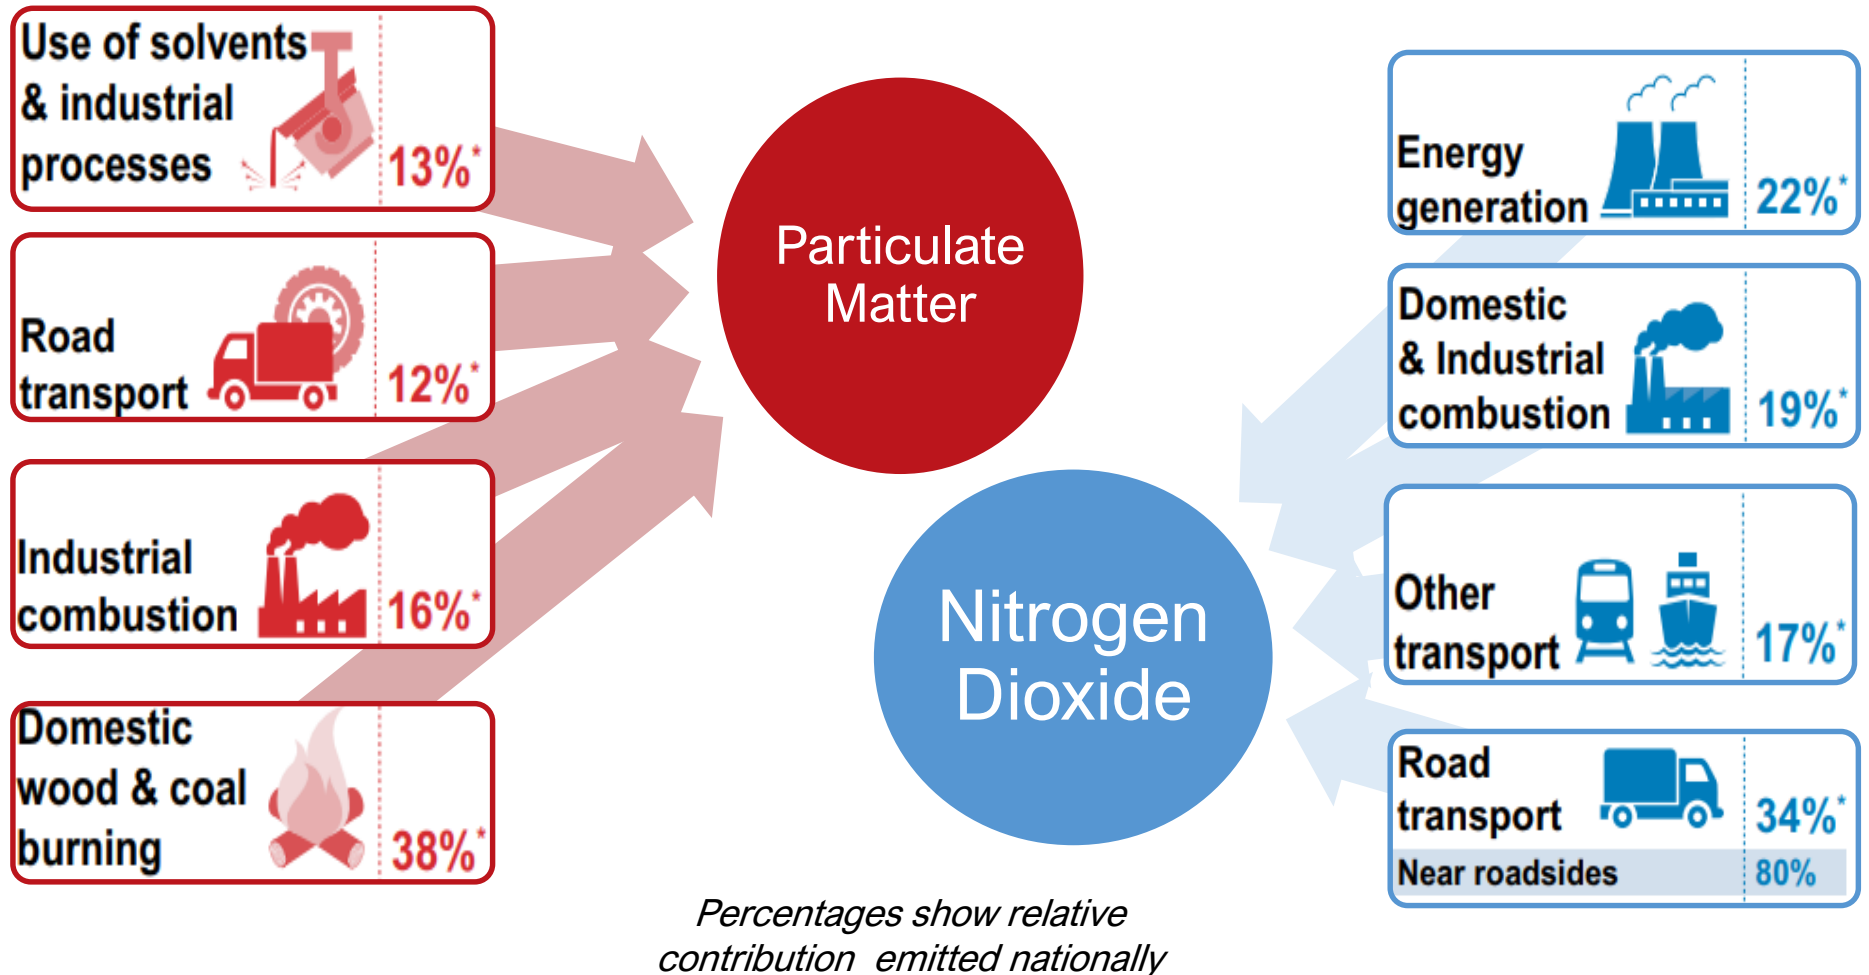 Use of solvents
& industrial
processes
13%*
Road
transport
12%*
Industrial
combustion
16%*
Domestic
wood & coal
burning
38%*
Particulate
Matter
Nitrogen
Dioxide
Energy
generation
22%*
Domestic
& Industrial
combustion
19%*
Other
transport
17%*
Road
transport
34%*
Near roadsides 80%
Percentages show relative
contribution emitted nationally